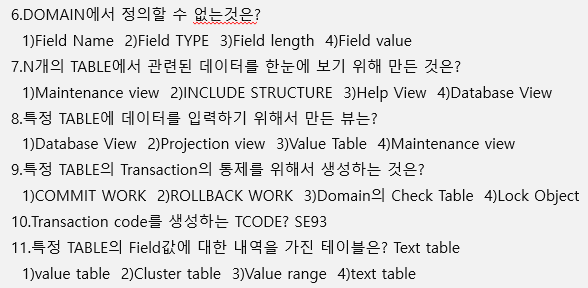 6.DOMAIN에서 정의할 수 없는것은?
1)Field Name 2)Field TYPE 3)Field length 4)Field value
7.N개의 TABLE에서 관련된 데이터를 한눈에 보기 위해 만든 것은?
1)Maintenance view 2)INCLUDE STRUCTURE 3)Help View 4)Database View
8.특정 TABLE에 데이터를 입력하기 위해서 만든 뷰는?
1)Database View 2)Projection view 3)Value Table 4)Maintenance view
9.특정 TABLE의 Transaction의 통제를 위해서 생성하는 것은?
1)COMMIT WORK 2)ROLLBACK WORK 3)Domain의 Check Table 4)Lock Object
10.Transaction code를 생성하는 TCODE? SE93
11.특정 TABLE의 Field값에 대한 내역을 가진 테이블은? Text table
1)value table 2)Cluster table 3)Value range 4)text table